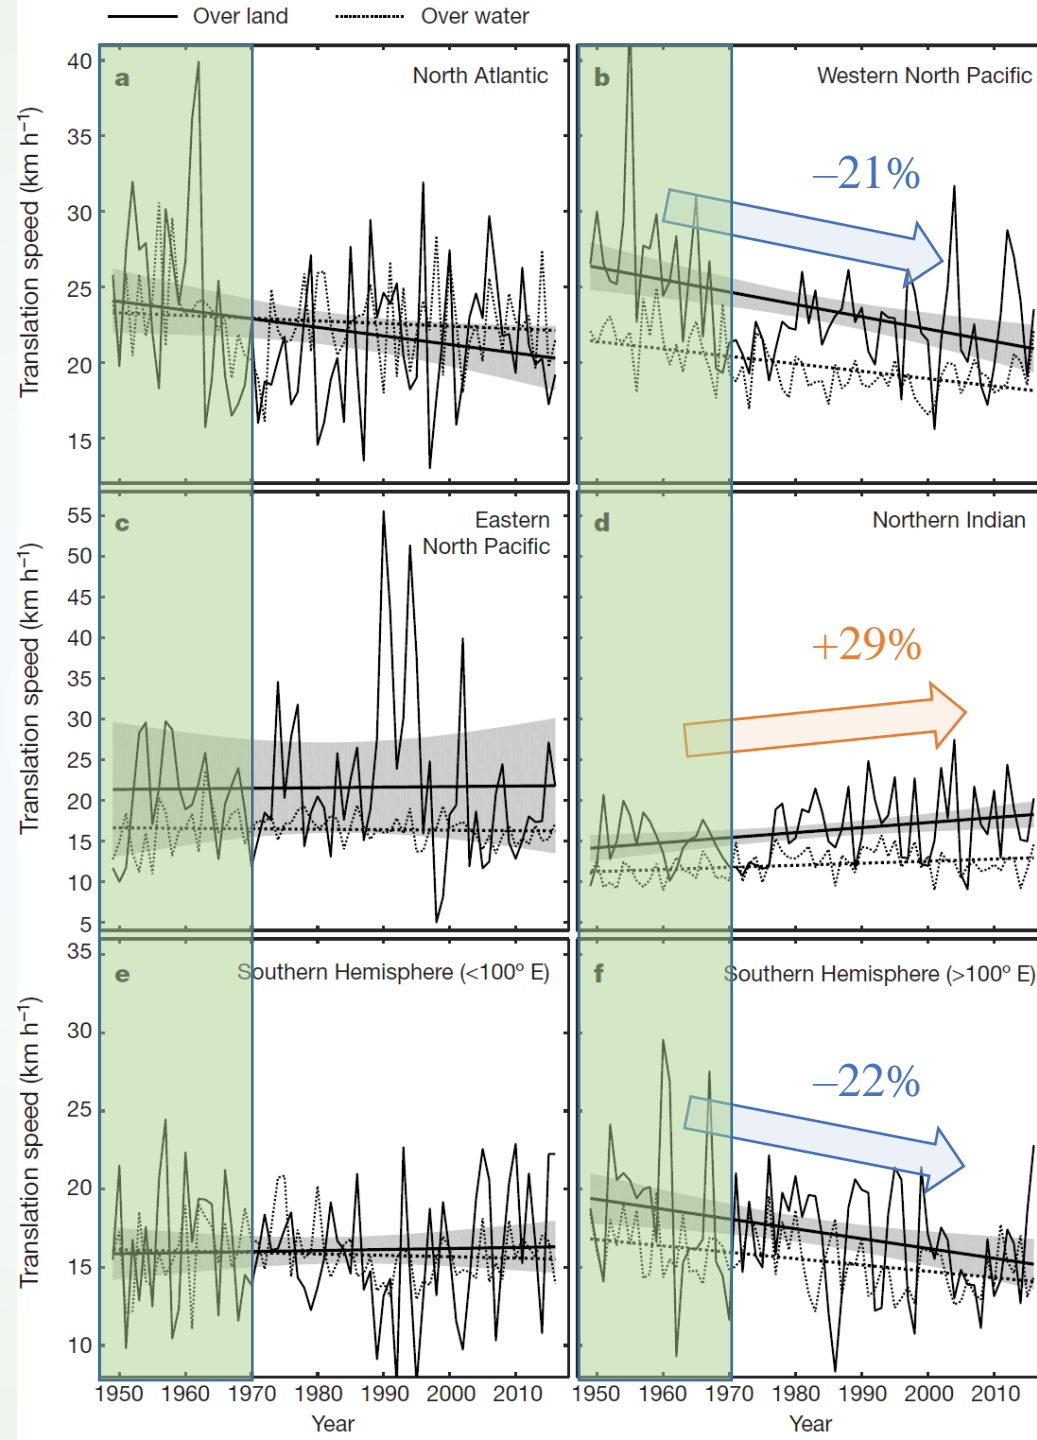 Over land
Over water
a
North Atlantic
40
35
30
25
20
15
Translation speed (km h⁻¹)
b
Western North Pacific
–21%
c
Eastern
North Pacific
55
50
45
40
35
30
25
20
15
10
5
Translation speed (km h⁻¹)
d
Northern Indian
+29%
e
Southern Hemisphere (<100° E)
35
30
25
20
15
10
Translation speed (km h⁻¹)
f
Southern Hemisphere (>100° E)
–22%
1950 1960 1970 1980 1990 2000 2010
Year
1950 1960 1970 1980 1990 2000 2010
Year